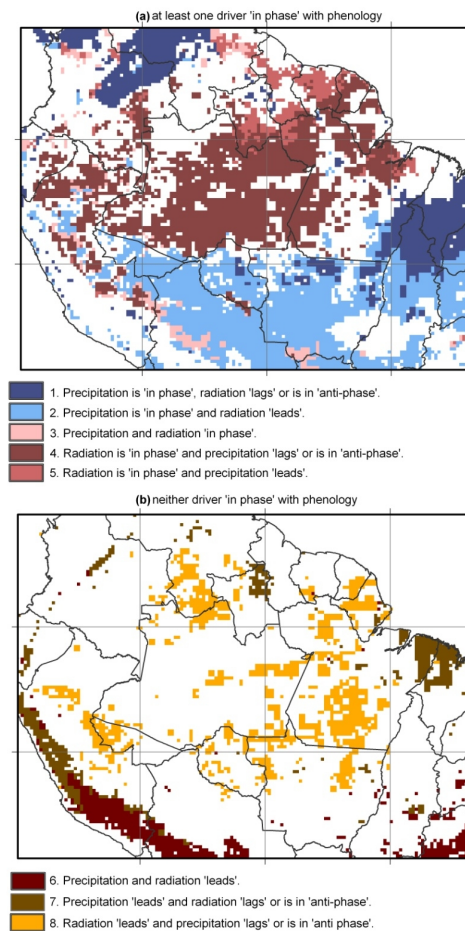 (a) at least one driver 'in phase' with phenology
1. Precipitation is 'in phase', radiation 'lags' or is in 'anti-phase'.
2. Precipitation is 'in phase' and radiation 'leads'.
3. Precipitation and radiation 'in phase'.
4. Radiation is 'in phase' and precipitation 'lags' or is in 'anti-phase'.
5. Radiation is 'in phase' and precipitation 'leads'.
(b) neither driver 'in phase' with phenology
6. Precipitation and radiation 'leads'.
7. Precipitation 'leads' and radiation 'lags' or is in 'anti-phase'.
8. Radiation 'leads' and precipitation 'lags' or is in 'anti phase'.